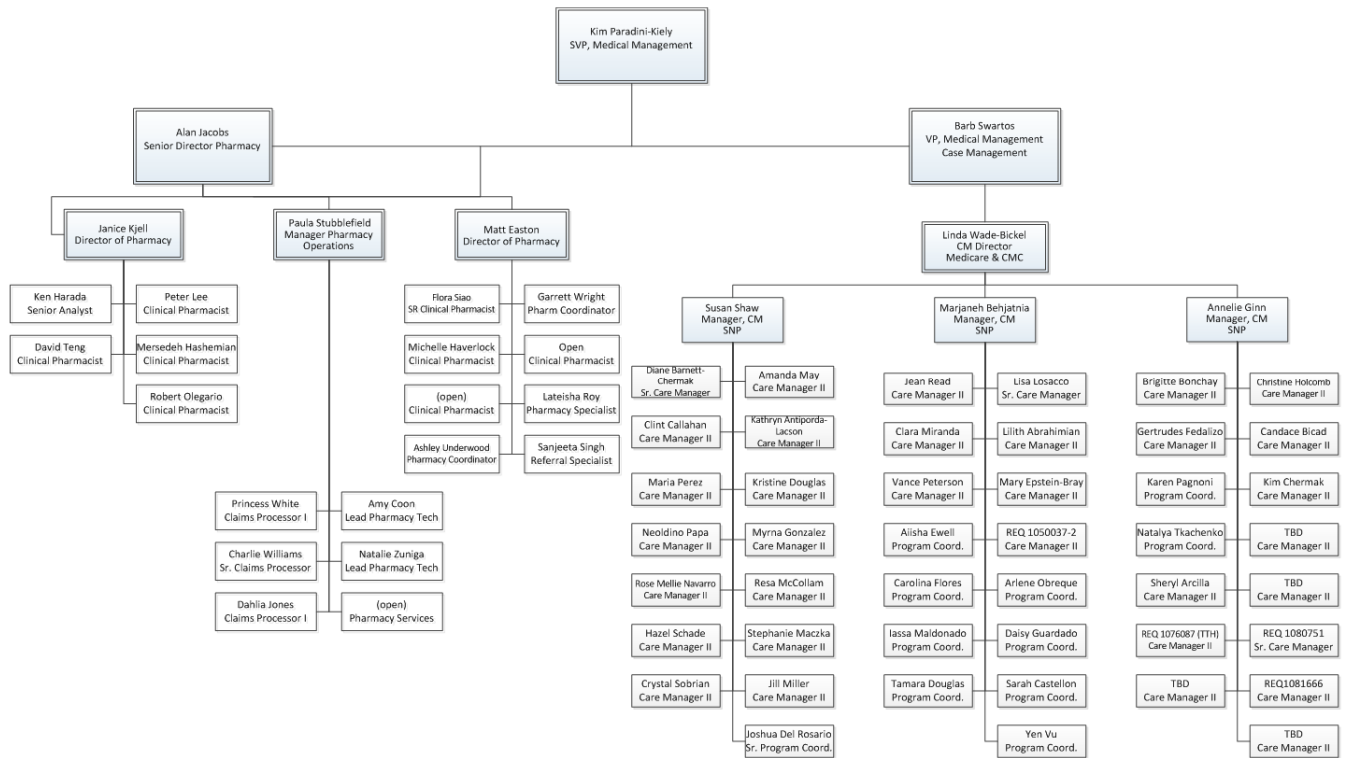 Kim Paradini-Kiely
SVP, Medical Management
Alan Jacobs
Senior Director Pharmacy
Barb Swartos
VP, Medical Management
Case Management
Janice Kjell
Director of Pharmacy
Paula Stubblefield
Manager Pharmacy
Operations
Matt Easton
Director of Pharmacy
Linda Wade-Bickel
CM Director
Medicare & CMC
Ken Harada
Senior Analyst
Peter Lee
Clinical Pharmacist
David Teng
Clinical Pharmacist
Mersedeh Hashemian
Clinical Pharmacist
Robert Olegario
Clinical Pharmacist
Princess White
Claims Processor I
Amy Coon
Lead Pharmacy Tech
Charlie Williams
Sr. Claims Processor
Natalie Zuniga
Lead Pharmacy Tech
Dahlia Jones
Claims Processor I
(open)
Pharmacy Services
Flora Siao
SR Clinical Pharmacist
Garrett Wright
Pharm Coordinator
Michelle Haverlock
Clinical Pharmacist
Open
Clinical Pharmacist
(open)
Clinical Pharmacist
Lateisha Roy
Pharmacy Specialist
Ashley Underwood
Pharmacy Coordinator
Sanjeeta Singh
Referral Specialist
Susan Shaw
Manager, CM
SNP
Diane Barnett-
Chermak
Sr. Care Manager
Amanda May
Care Manager II
Clint Callahan
Care Manager II
Kathryn Antiporda-
Lacson
Care Manager II
Maria Perez
Care Manager II
Kristine Douglas
Care Manager II
Neoldino Papa
Care Manager II
Myrna Gonzalez
Care Manager II
Rose Mellie Navarro
Care Manager II
Resa McCollam
Care Manager II
Hazel Schade
Care Manager II
Stephanie Maczka
Care Manager II
Crystal Sobrian
Care Manager II
Jill Miller
Care Manager II
Joshua Del Rosario
Sr. Program Coord.
Marjaneh Behjatnia
Manager, CM
SNP
Jean Read
Care Manager II
Lisa Losacco
Sr. Care Manager
Clara Miranda
Care Manager II
Lilith Abrahimian
Care Manager II
Vance Peterson
Care Manager II
Mary Epstein-Bray
Care Manager II
Aiisha Ewell
Program Coord.
REQ 1050037-2
Care Manager II
Carolina Flores
Program Coord.
Arlene Obreque
Program Coord.
Iassa Maldonado
Program Coord.
Daisy Guardado
Program Coord.
Tamara Douglas
Program Coord.
Sarah Castellon
Program Coord.
Yen Vu
Program Coord.
Annelie Ginn
Manager, CM
SNP
Brigitte Bonchay
Care Manager II
Christine Holcomb
Care Manager II
Gertrudes Fedalizo
Care Manager II
Candace Bicad
Care Manager II
Karen Pagnoni
Program Coord.
Kim Chermak
Care Manager II
Natalya Tkachenko
Program Coord.
TBD
Care Manager II
Sheryl Arcilla
Care Manager II
TBD
Care Manager II
REQ 1076087 (TTH)
Care Manager II
REQ 1080751
Sr. Care Manager
TBD
Care Manager II
REQ1081666
Care Manager II
TBD
Care Manager II